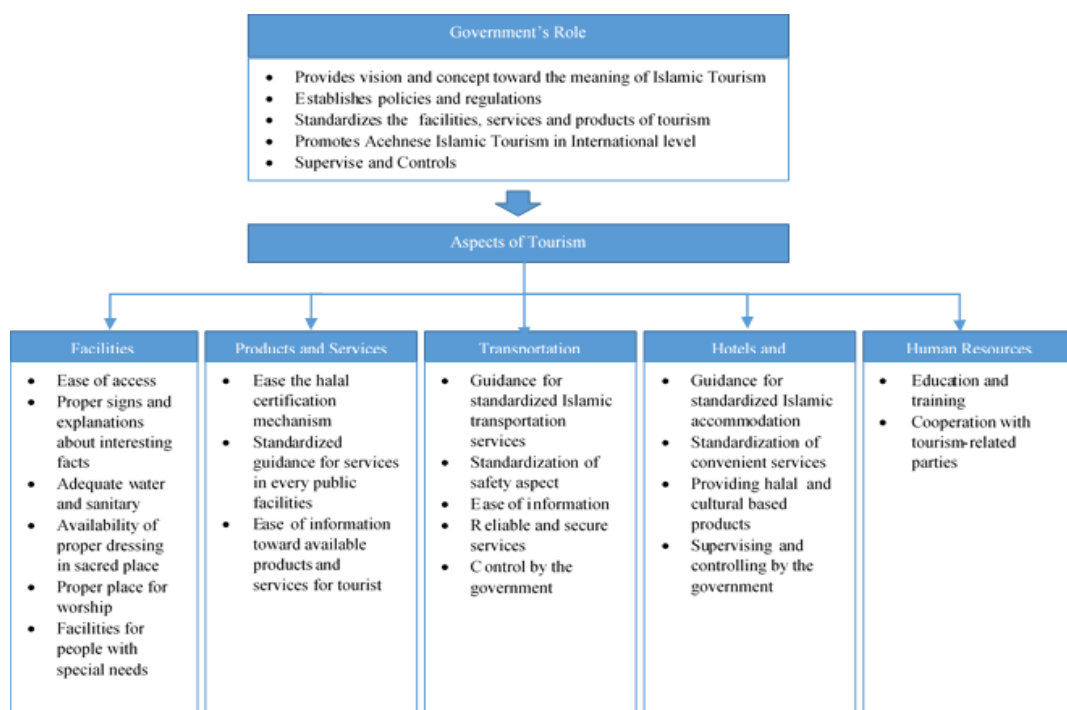 Government's Role
• Provides vision and concept toward the meaning of Islamic Tourism
• Establishes policies and regulations
• Standardizes the facilities, services and products of tourism
• Promotes Acehnese Islamic Tourism in International level
• Supervise and Controls
Aspects of Tourism
Facilities
• Ease of access
• Proper signs and
explanations
about interesting
facts
• Adequate water
and sanitary
• Availability of
proper dressing
in sacred place
• Proper place for
worship
• Facilities for
people with
special needs
Products and Services
• Ease the halal
certification
mechanism
• Standardized
guidance for services
in every public
facilities
• Ease of information
toward available
products and
services for tourist
Transportation
• Guidance for
standardized Islamic
transportation
services
• Standardization of
safety aspect
• Ease of information
• Reliable and secure
services
• Control by the
government
Hotels and
• Guidance for
standardized Islamic
accommodation
• Standardization of
convenient services
• Providing halal and
cultural based
products
• Supervising and
controlling by the
government
Human Resources
• Education and
training
• Cooperation with
tourism-related
parties